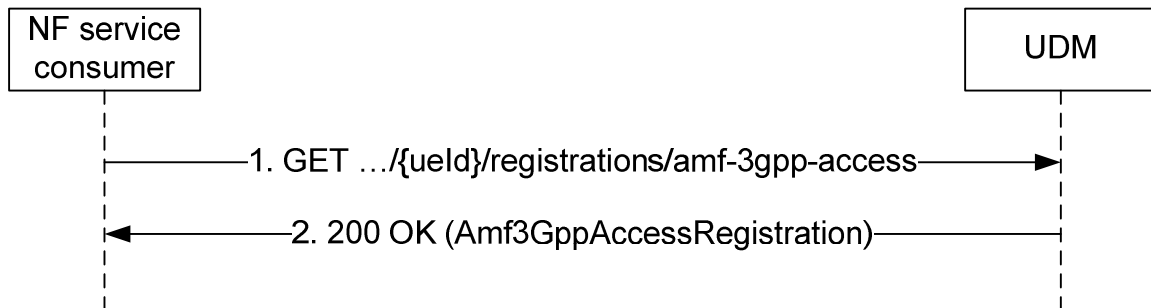 NF service
consumer
UDM
1. GET …/{ueId}/registrations/amf-3gpp-access
2. 200 OK (Amf3GppAccessRegistration)